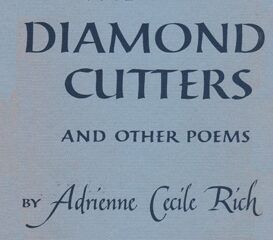 DIAMOND
CUTTERS
AND OTHER POEMS
BY Adrienne Cecile Rich